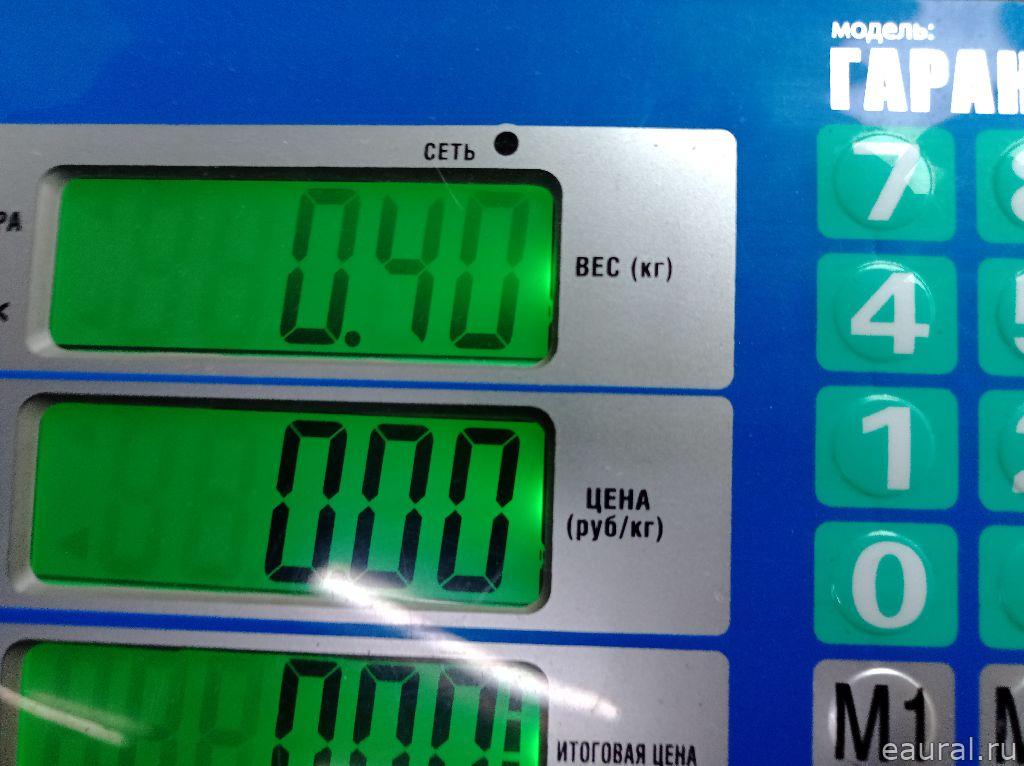 модель:
ГАРАН
СЕТЬ
РА
0.40
ВЕС (кг)
7
4
000
ЦЕНА
(руб/кг)
1
0
ИТОГОВАЯ ЦЕНА
M1
eaural.ru